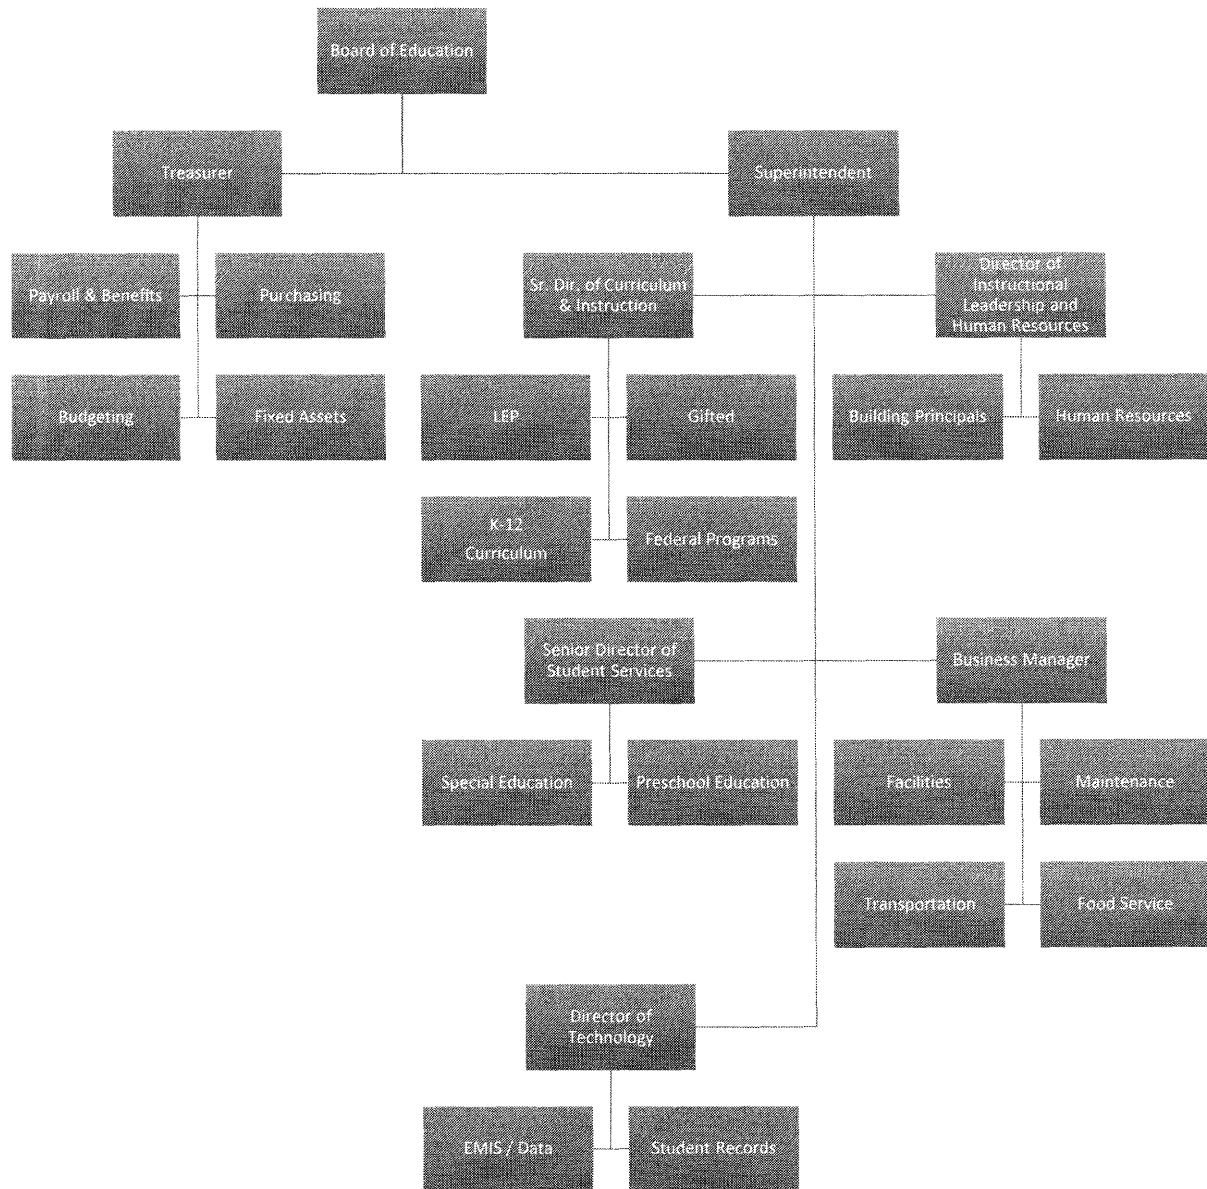 Board of Education
Treasurer
Superintendent
Payroll & Benefits
Purchasing
Sr. Dir. of Curriculum
& Instruction
Director of
Instructional
Leadership and
Human Resources
Budgeting
Fixed Assets
LEP
Gifted
Building Principals
Human Resources
K-12
Curriculum
Federal Programs
Senior Director of
Student Services
Business Manager
Special Education
Preschool Education
Facilities
Maintenance
Transportation
Food Service
Director of
Technology
EMIS / Data
Student Records